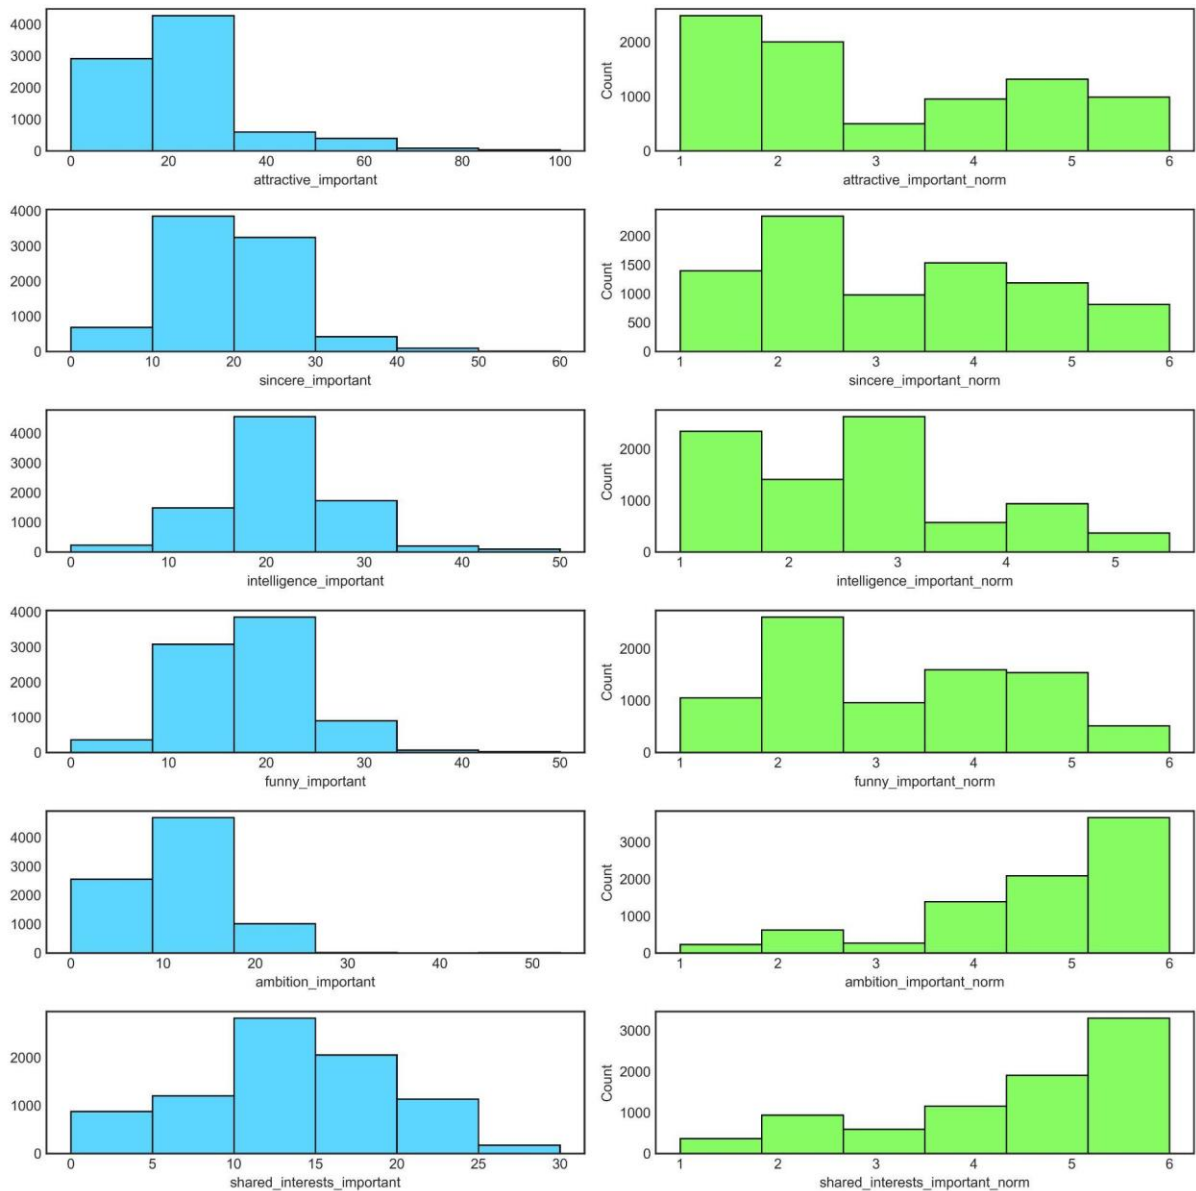 4000
3000
2000
1000
0
0 20 40 60 80 100
attractive_important
Count
2000
1000
0
1 2 3 4 5 6
attractive_important_norm
4000
3000
2000
1000
0
0 10 20 30 40 50 60
sincere_important
Count
2000
1500
1000
500
0
1 2 3 4 5 6
sincere_important_norm
4000
3000
2000
1000
0
0 10 20 30 40 50
intelligence_important
Count
2000
1000
0
1 2 3 4 5
intelligence_important_norm
4000
3000
2000
1000
0
0 10 20 30 40 50
funny_important
Count
2000
1000
0
1 2 3 4 5 6
funny_important_norm
4000
3000
2000
1000
0
0 10 20 30 40 50
ambition_important
Count
3000
2000
1000
0
1 2 3 4 5 6
ambition_important_norm
2000
1000
0
0 5 10 15 20 25 30
shared_interests_important
Count
3000
2000
1000
0
1 2 3 4 5 6
shared_interests_important_norm